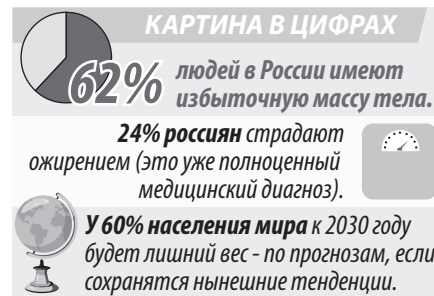 КАРТИНА В ЦИФРАХ
62% людей в России имеют
избыточную массу тела.
24% россиян страдают
ожирением (это уже полноценный
медицинский диагноз).
У 60% населения мира к 2030 году
будет лишний вес - по прогнозам, если
сохранятся нынешние тенденции.